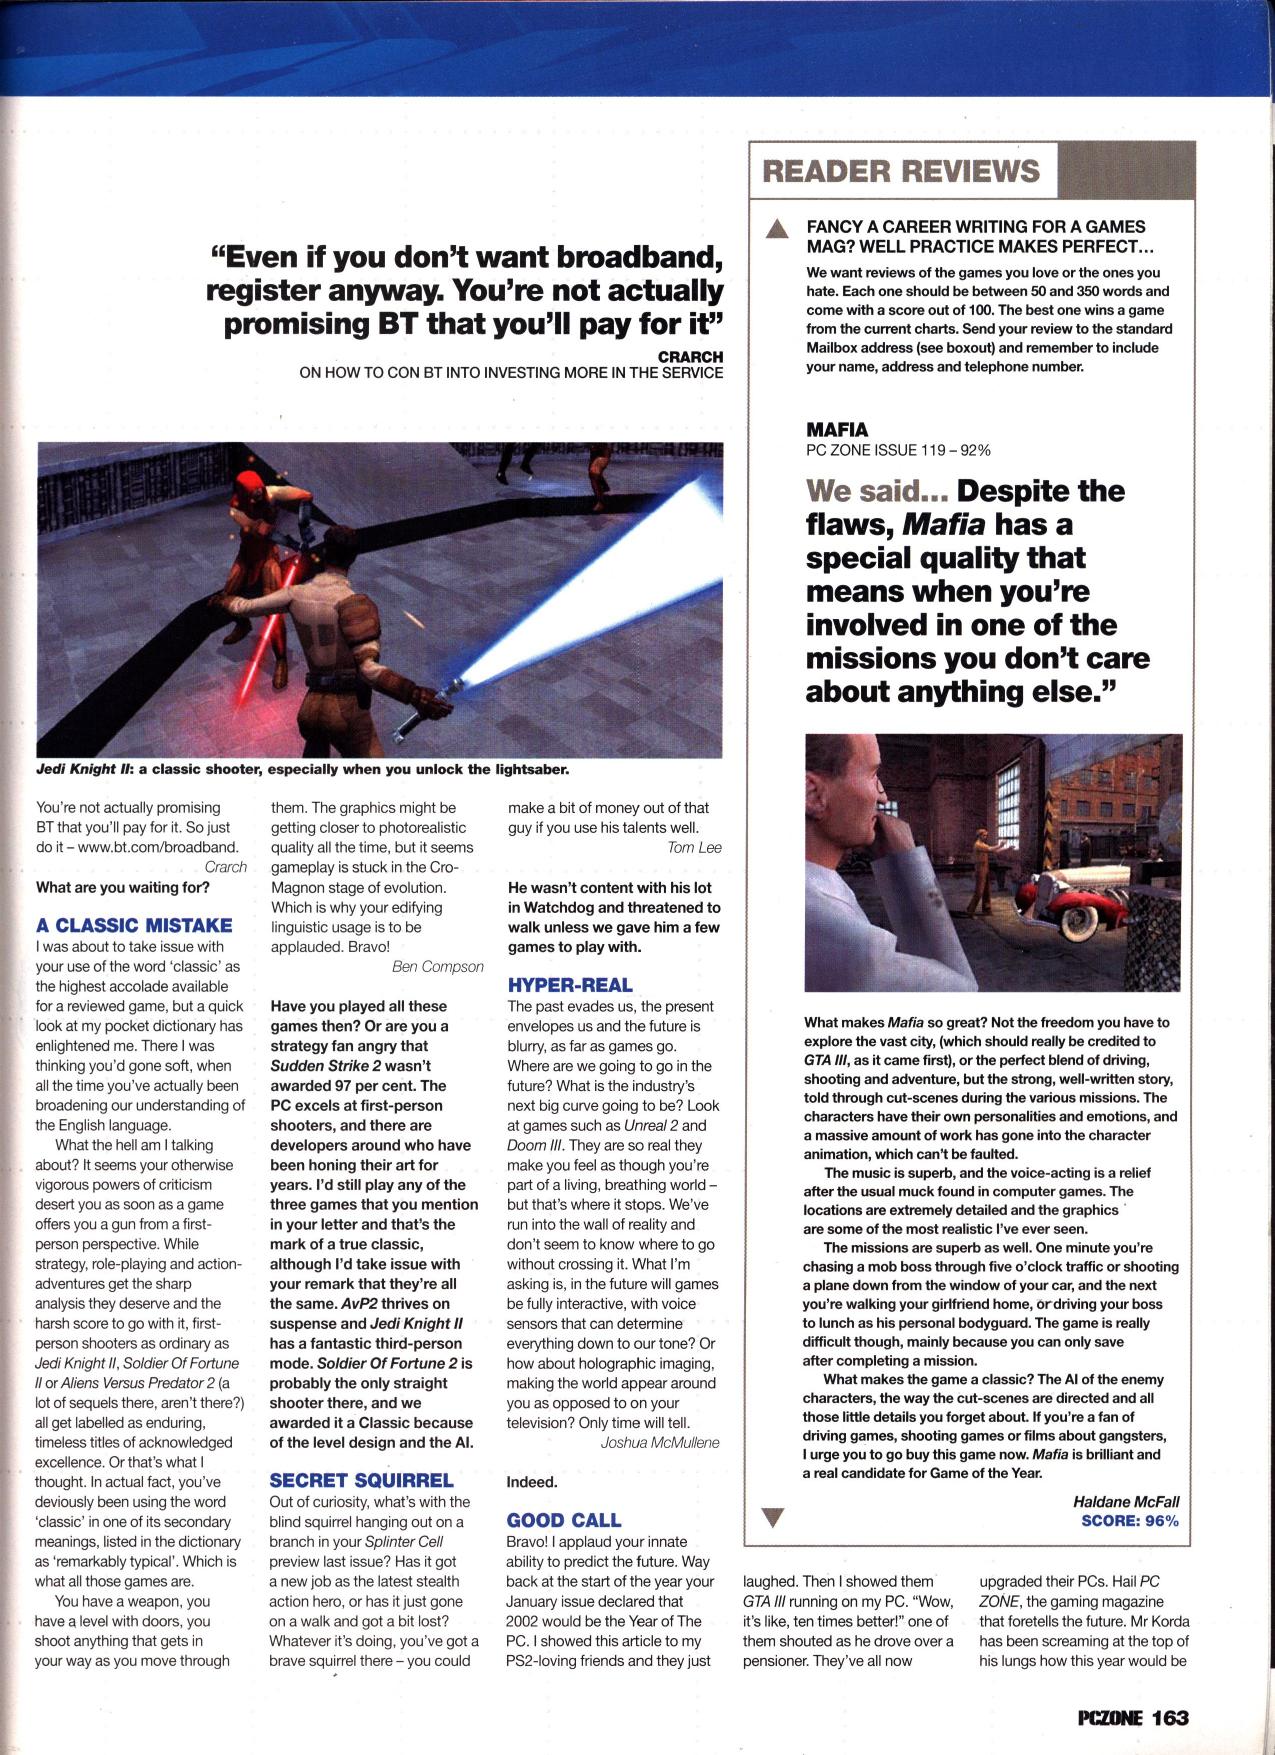 “Even if you don’t want broadband,
register anyway. You’re not actually
promising BT that you’ll pay for it”
CRARCH
ON HOW TO CON BT INTO INVESTING MORE IN THE SERVICE
Jedi Knight II: a classic shooter, especially when you unlock the lightsaber.
You’re not actually promising
BT that you’ll pay for it. So just
do it – www.bt.com/broadband.
Crarch
What are you waiting for?
A CLASSIC MISTAKE
I was about to take issue with
your use of the word ‘classic’ as
the highest accolade available
for a reviewed game, but a quick
look at my pocket dictionary has
enlightened me. There I was
thinking you’d gone soft, when
all the time you’ve actually been
broadening our understanding of
the English language.
What the hell am I talking
about? It seems your otherwise
vigorous powers of criticism
desert you as soon as a game
offers you a gun from a first-
person perspective. While
strategy, role-playing and action-
adventures get the sharp
analysis they deserve and the
harsh score to go with it, first-
person shooters as ordinary as
Jedi Knight II, Soldier Of Fortune
II or Aliens Versus Predator 2 (a
lot of sequels there, aren’t there?)
all get labelled as enduring,
timeless titles of acknowledged
excellence. Or that’s what I
thought. In actual fact, you’ve
deviously been using the word
‘classic’ in one of its secondary
meanings, listed in the dictionary
as ‘remarkably typical’. Which is
what all those games are.
You have a weapon, you
have a level with doors, you
shoot anything that gets in
your way as you move through
them. The graphics might be
getting closer to photorealistic
quality all the time, but it seems
gameplay is stuck in the Cro-
Magnon stage of evolution.
Which is why your edifying
linguistic usage is to be
applauded. Bravo!
Ben Compson
Have you played all these
games then? Or are you a
strategy fan angry that
Sudden Strike 2 wasn’t
awarded 97 per cent. The
PC excels at first-person
shooters, and there are
developers around who have
been honing their art for
years. I’d still play any of the
three games that you mention
in your letter and that’s the
mark of a true classic,
although I’d take issue with
your remark that they’re all
the same. AvP2 thrives on
suspense and Jedi Knight II
has a fantastic third-person
mode. Soldier Of Fortune 2 is
probably the only straight
shooter there, and we
awarded it a Classic because
of the level design and the AI.
SECRET SQUIRREL
Out of curiosity, what’s with the
blind squirrel hanging out on a
branch in your Splinter Cell
preview last issue? Has it got
a new job as the latest stealth
action hero, or has it just gone
on a walk and got a bit lost?
Whatever it’s doing, you’ve got a
brave squirrel there – you could
make a bit of money out of that
guy if you use his talents well.
Tom Lee
He wasn’t content with his lot
in Watchdog and threatened to
walk unless we gave him a few
games to play with.
HYPER-REAL
The past evades us, the present
envelopes us and the future is
blurry, as far as games go.
Where are we going to go in the
future? What is the industry’s
next big curve going to be? Look
at games such as Unreal 2 and
Doom III. They are so real they
make you feel as though you’re
part of a living, breathing world –
but that’s where it stops. We’ve
run into the wall of reality and
don’t seem to know where to go
without crossing it. What I’m
asking is, in the future will games
be fully interactive, with voice
sensors that can determine
everything down to our tone? Or
how about holographic imaging,
making the world appear around
you as opposed to on your
television? Only time will tell.
Joshua McMullene
Indeed.
GOOD CALL
Bravo! I applaud your innate
ability to predict the future. Way
back at the start of the year your
January issue declared that
2002 would be the Year of The
PC. I showed this article to my
PS2-loving friends and they just
laughed. Then I showed them
GTA III running on my PC. “Wow,
it’s like, ten times better!” one of
them shouted as he drove over a
pensioner. They’ve all now
upgraded their PCs. Hail PC
ZONE, the gaming magazine
that foretells the future. Mr Korda
has been screaming at the top of
his lungs how this year would be
READER REVIEWS
FANCY A CAREER WRITING FOR A GAMES
MAG? WELL PRACTICE MAKES PERFECT...
We want reviews of the games you love or the ones you
hate. Each one should be between 50 and 350 words and
come with a score out of 100. The best one wins a game
from the current charts. Send your review to the standard
Mailbox address (see boxout) and remember to include
your name, address and telephone number.
MAFIA
PC ZONE ISSUE 119 – 92%
We said... Despite the
flaws, Mafia has a
special quality that
means when you’re
involved in one of the
missions you don’t care
about anything else.”
What makes Mafia so great? Not the freedom you have to
explore the vast city, (which should really be credited to
GTA III, as it came first), or the perfect blend of driving,
shooting and adventure, but the strong, well-written story,
told through cut-scenes during the various missions. The
characters have their own personalities and emotions, and
a massive amount of work has gone into the character
animation, which can’t be faulted.
The music is superb, and the voice-acting is a relief
after the usual muck found in computer games. The
locations are extremely detailed and the graphics
are some of the most realistic I’ve ever seen.
The missions are superb as well. One minute you’re
chasing a mob boss through five o’clock traffic or shooting
a plane down from the window of your car, and the next
you’re walking your girlfriend home, or driving your boss
to lunch as his personal bodyguard. The game is really
difficult though, mainly because you can only save
after completing a mission.
What makes the game a classic? The AI of the enemy
characters, the way the cut-scenes are directed and all
those little details you forget about. If you’re a fan of
driving games, shooting games or films about gangsters,
I urge you to go buy this game now. Mafia is brilliant and
a real candidate for Game of the Year.
Haldane McFall
SCORE: 96%
PCZONE 163